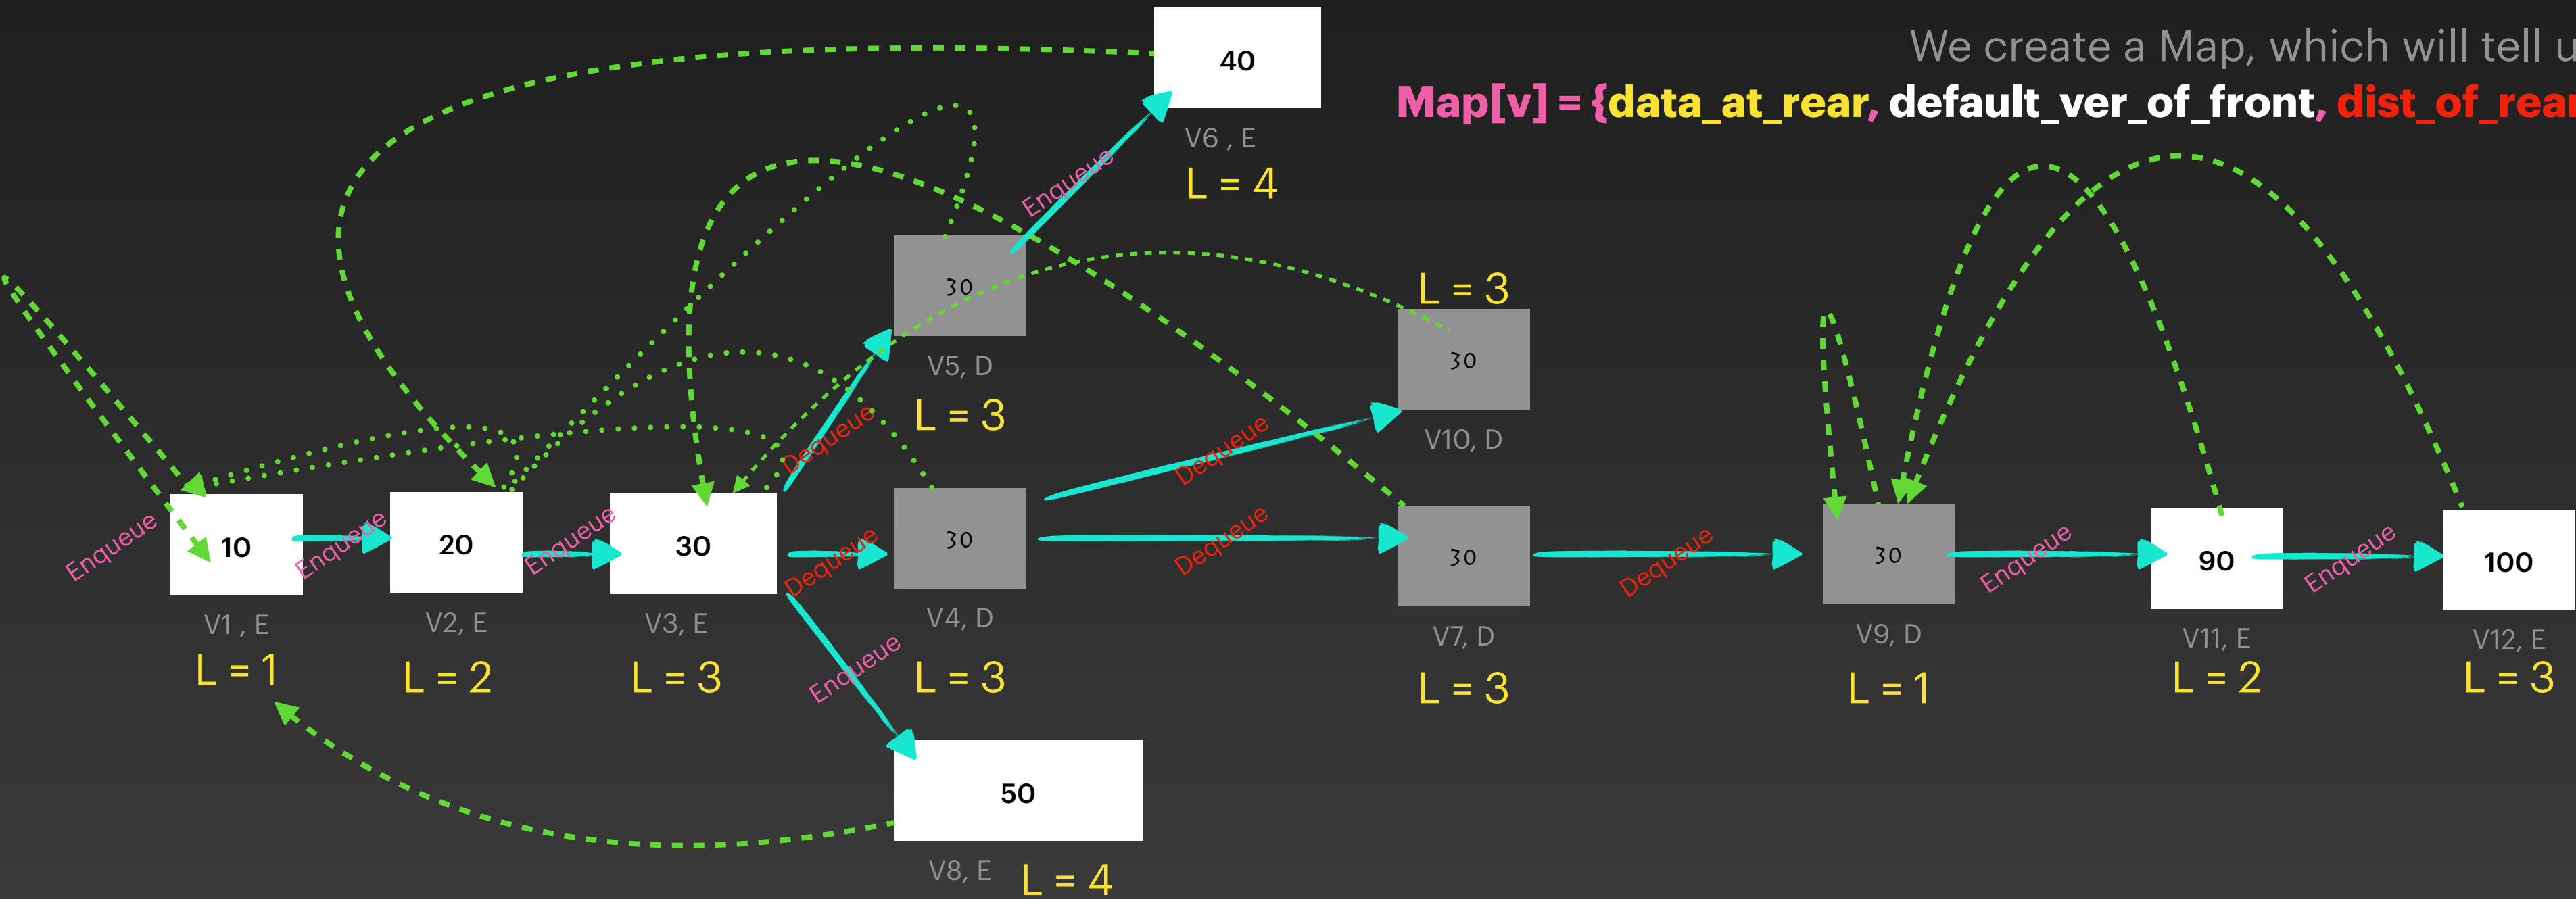 We create a Map, which will tell u
Map[v] = {data_at_rear, default_ver_of_front, dist_of_rear
40
V6 , E
L = 4
Enqueue
30
V5, D
L = 3
L = 3
30
V10, D
Dequeue
Dequeue
Enqueue
10
V1 , E
L = 1
Enqueue
20
V2, E
L = 2
Enqueue
30
V3, E
L = 3
Dequeue
30
V4, D
L = 3
Dequeue
30
V7, D
L = 3
Dequeue
30
V9, D
L = 1
Enqueue
90
V11, E
L = 2
Enqueue
100
V12, E
L = 3
Enqueue
50
V8, E
L = 4